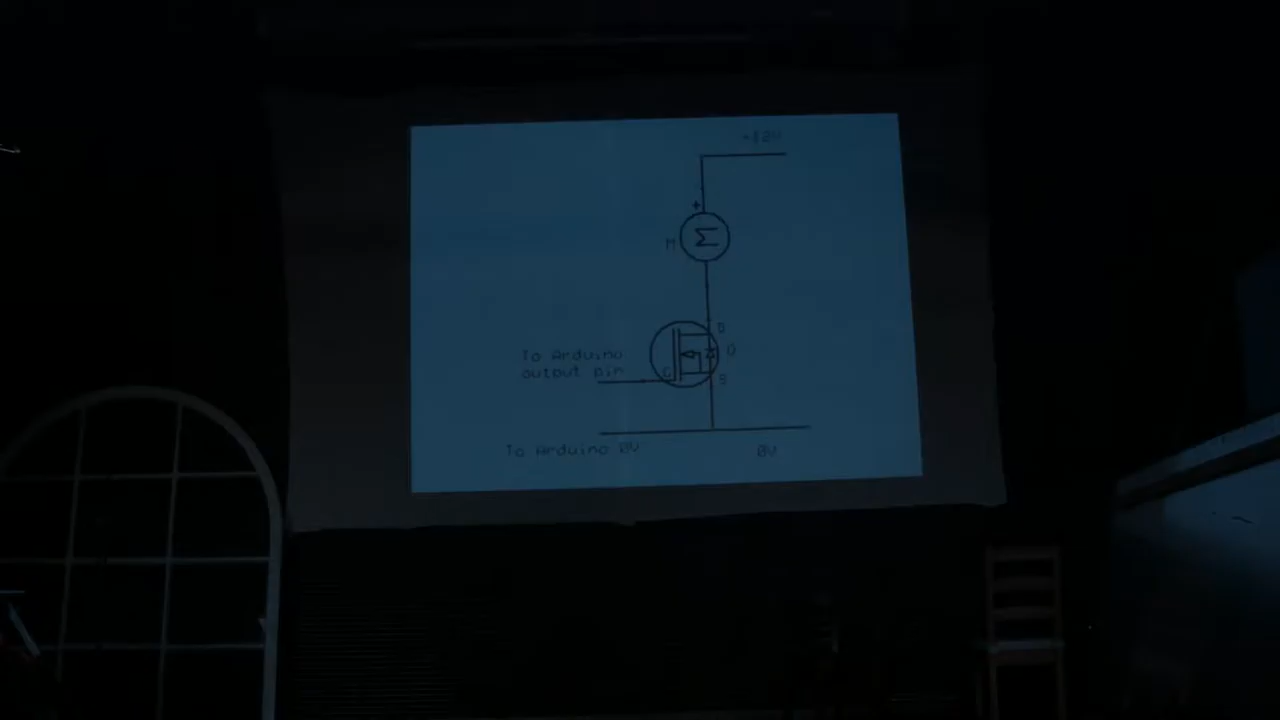 +12V
+
M
M
D
To Arduino
output pin
G
Q
S
To Arduino 0V
0V